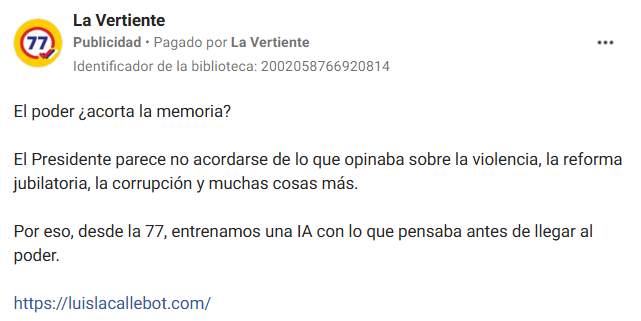 77
La Vertiente
Publicidad • Pagado por La Vertiente
Identificador de la biblioteca: 2002058766920814
El poder ¿acorta la memoria?
El Presidente parece no acordarse de lo que opinaba sobre la violencia, la reforma
jubilatoria, la corrupción y muchas cosas más.
Por eso, desde la 77, entrenamos una IA con lo que pensaba antes de llegar al
poder.
https://luislacallebot.com/